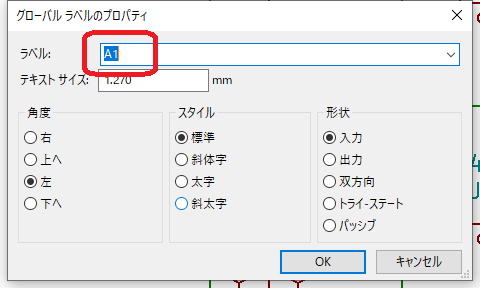 グローバル ラベルのプロパティ
ラベル: A1
テキスト サイズ: 1.270 mm
角度
右
上へ
左
下へ
スタイル
標準
斜体字
太字
斜太字
形状
入力
出力
双方向
トライ-ステート
パッシブ
OK キャンセル